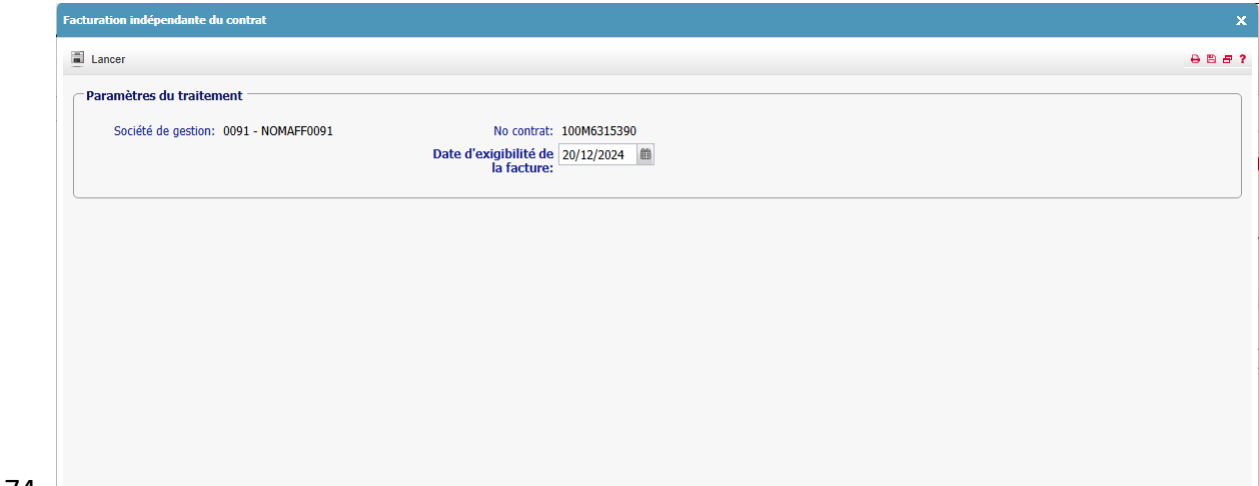 Facturation indépendante du contrat
Lancer
?
Paramètres du traitement
Société de gestion: 0091 - NOMAFF0091 No contrat: 100M6315390
Date d'exigibilité de la facture: 20/12/2024